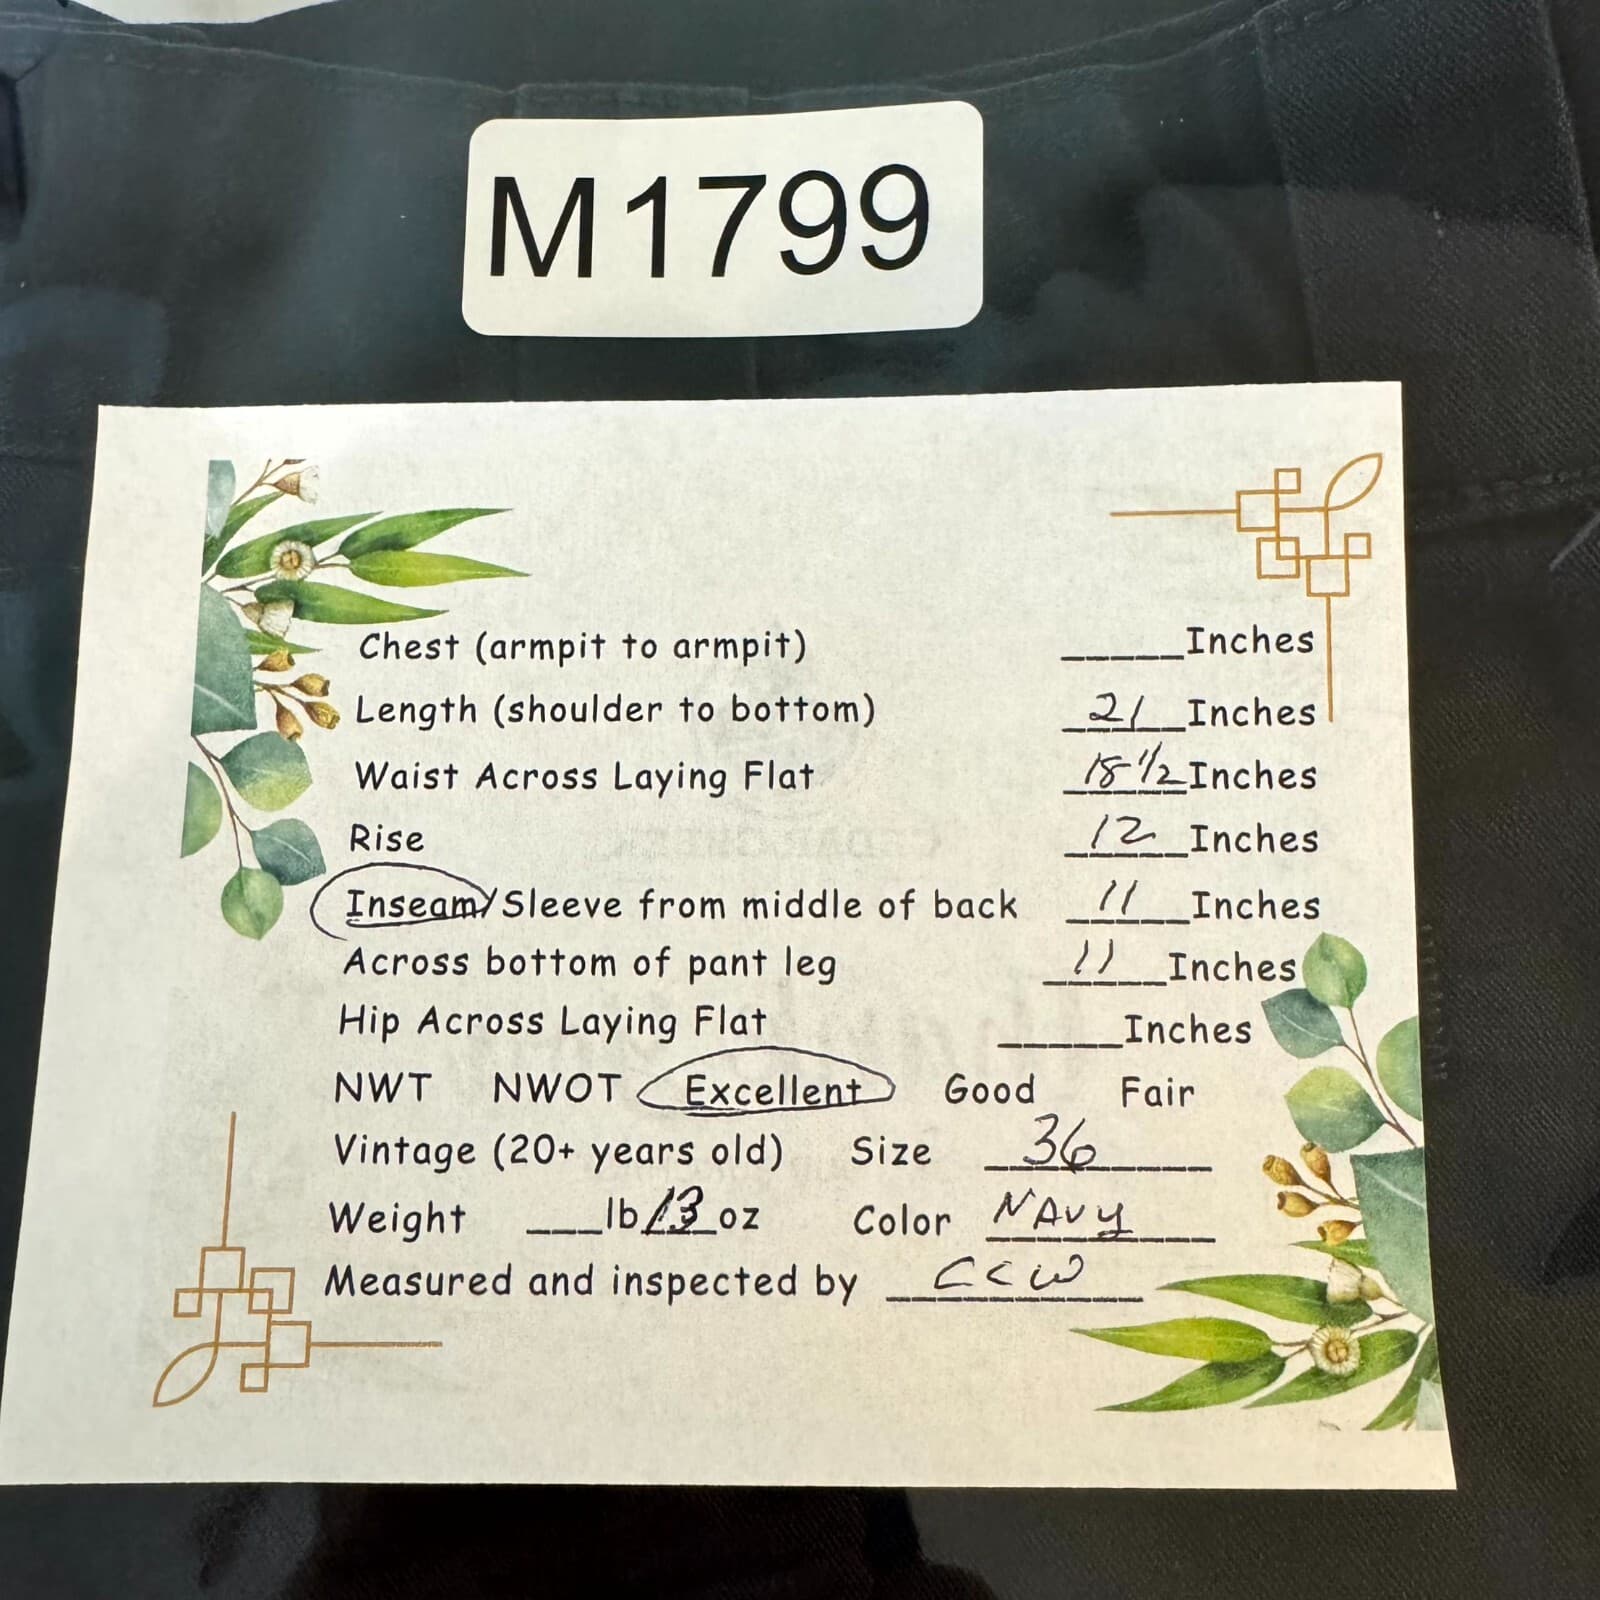 M1799
Chest (armpit to armpit) _____Inches
Length (shoulder to bottom) 21 Inches
Waist Across Laying Flat 18 1/2 Inches
Rise 12 Inches
Inseam/Sleeve from middle of back 11 Inches
Across bottom of pant leg 11 Inches
Hip Across Laying Flat _____Inches
NWT NWOT Excellent Good Fair
Vintage (20+ years old) Size 36
Weight ___lb 13 oz Color NAVY
Measured and inspected by CCW